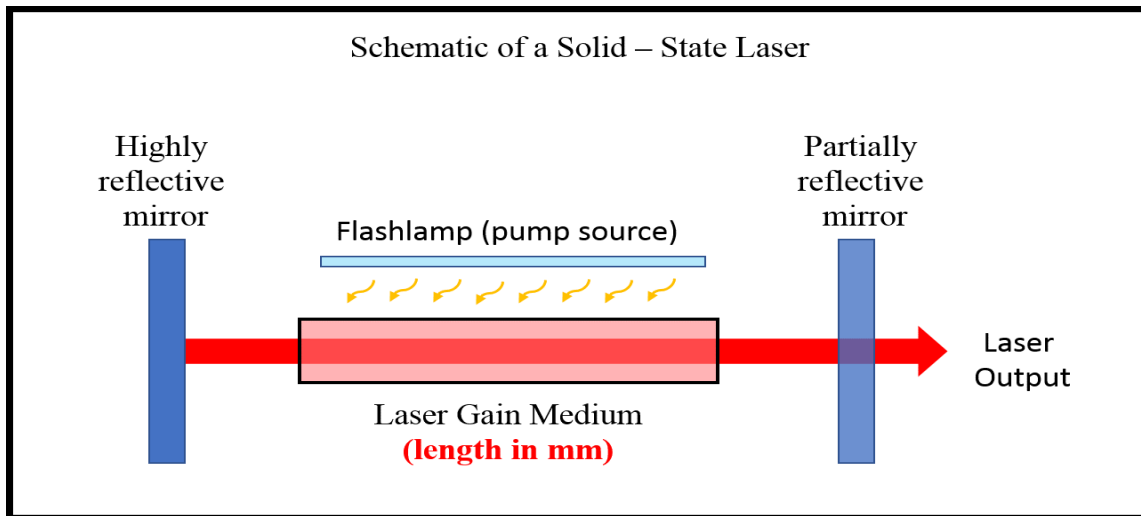 Schematic of a Solid – State Laser
Highly
reflective
mirror
Partially
reflective
mirror
Flashlamp (pump source)
Laser
Output
Laser Gain Medium
(length in mm)